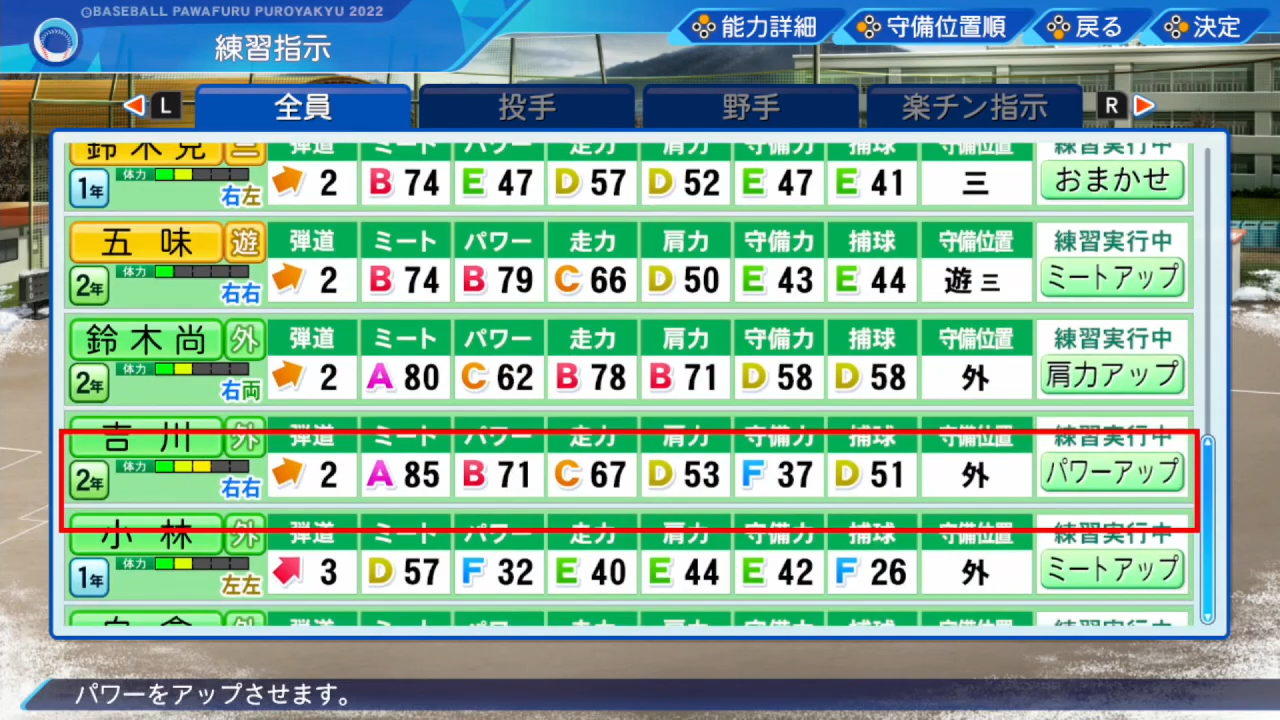 ©BASEBALL PAWAFURU PUROYAKYU 2022
練習指示
能力詳細 守備位置順 戻る 決定
L 全員 投手 野手 楽チン指示 R
鈴木 三 弾道 ミート パワー 走力 肩力 守備力 捕球 守備位置 練習実行中
1年 体力 右左 2 B 74 E 47 D 57 D 52 E 47 E 41 三 おまかせ
五味 遊 弾道 ミート パワー 走力 肩力 守備力 捕球 守備位置 練習実行中
2年 体力 右右 2 B 74 B 79 C 66 D 50 E 43 E 44 遊 三 ミートアップ
鈴木尚 外 弾道 ミート パワー 走力 肩力 守備力 捕球 守備位置 練習実行中
2年 体力 右両 2 A 80 C 62 B 78 B 71 D 58 D 58 外 肩力アップ
吉川 外 弾道 ミート パワー 走力 肩力 守備力 捕球 守備位置 練習実行中
2年 体力 右右 2 A 85 B 71 C 67 D 53 F 37 D 51 外 パワーアップ
小林 外 弾道 ミート パワー 走力 肩力 守備力 捕球 守備位置 練習実行中
1年 体力 左左 3 D 57 F 32 E 40 E 44 E 42 F 26 外 ミートアップ
パワーをアップさせます。